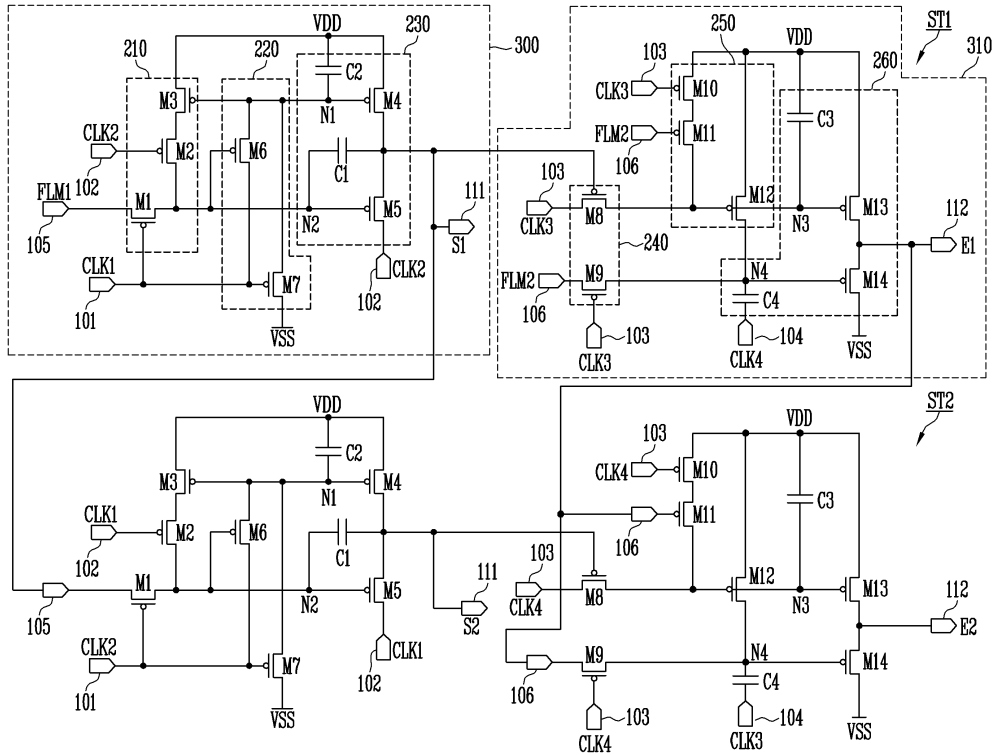 ST1
300
310
VDD
230
210
220
C2
M3
M4
N1
CLK2
102
M2
M6
C1
FLM1
105
M1
N2
M5
111
S1
CLK1
101
M7
102
CLK2
VSS
103
CLK3
250
VDD
260
M10
FLM2
106
M11
C3
103
CLK3
M8
M12
N3
M13
240
112
E1
FLM2
106
M9
N4
M14
C4
103
CLK3
104
CLK4
VSS
ST2
VDD
C2
M3
M4
N1
CLK1
102
M2
M6
C1
105
M1
N2
M5
111
S2
CLK2
101
M7
102
CLK1
VSS
VDD
103
CLK4
M10
106
M11
C3
103
CLK4
M8
M12
N3
M13
112
E2
106
M9
N4
M14
C4
103
CLK4
104
CLK3
VSS